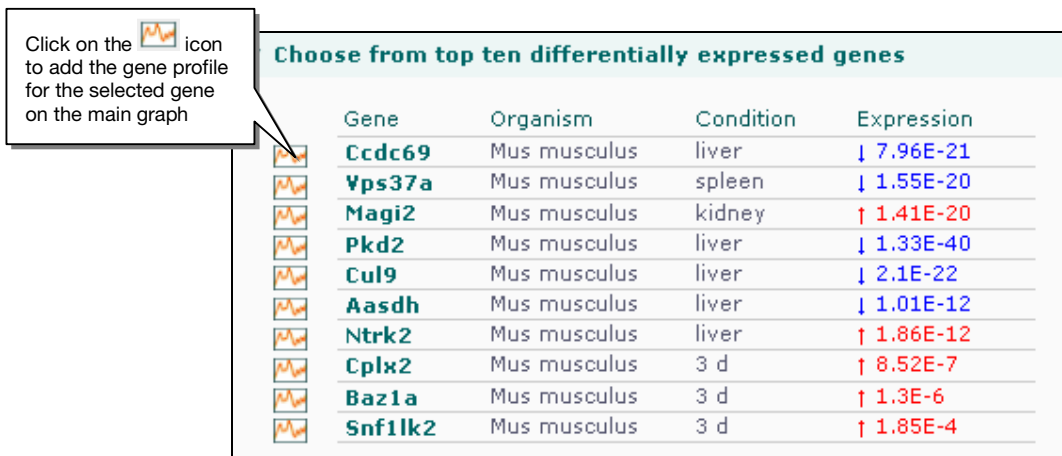 Click on the icon
to add the gene profile
for the selected gene
on the main graph
Choose from top ten differentially expressed genes
Gene Organism Condition Expression
Ccdc69 Mus musculus liver ↓ 7.96E-21
Vps37a Mus musculus spleen ↓ 1.55E-20
Magi2 Mus musculus kidney ↑ 1.41E-20
Pkd2 Mus musculus liver ↓ 1.33E-40
Cul9 Mus musculus liver ↓ 2.1E-22
Aasdh Mus musculus liver ↓ 1.01E-12
Ntrk2 Mus musculus liver ↑ 1.86E-12
Cplx2 Mus musculus 3 d ↑ 8.52E-7
Baz1a Mus musculus 3 d ↑ 1.3E-6
Snf1lk2 Mus musculus 3 d ↑ 1.85E-4